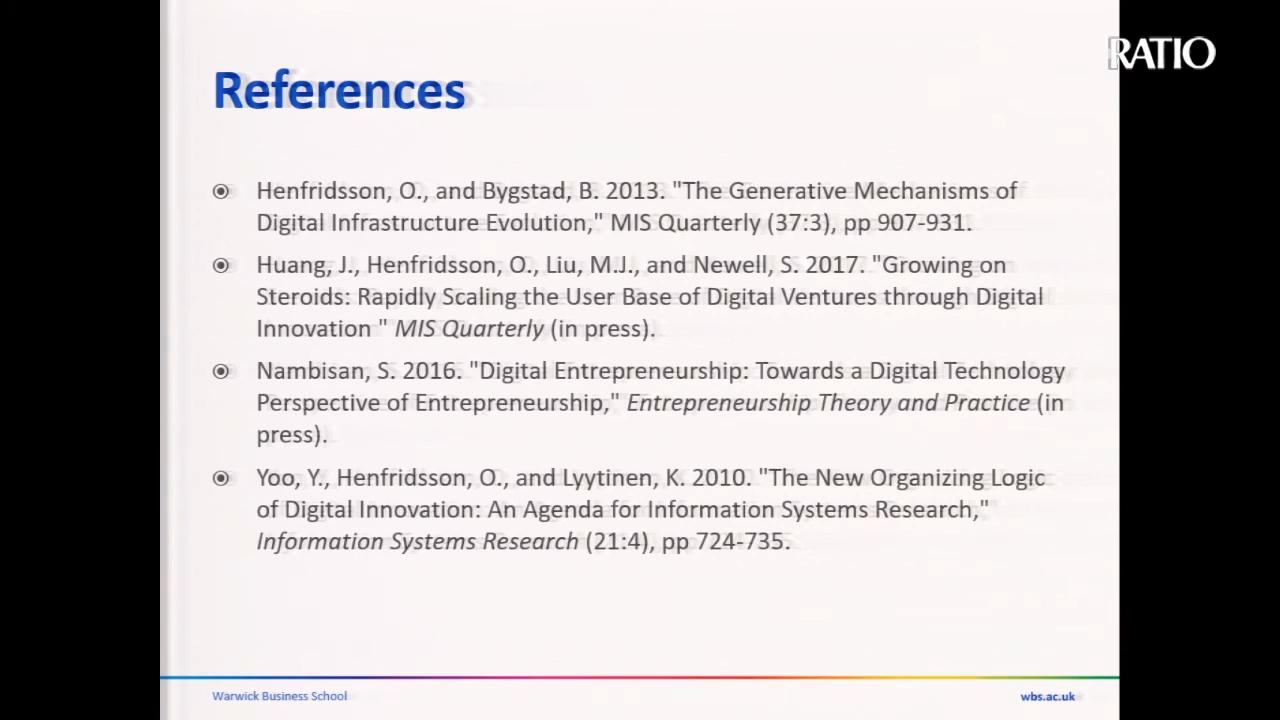 RATIO
References
Henfridsson, O., and Bygstad, B. 2013. "The Generative Mechanisms of
Digital Infrastructure Evolution," MIS Quarterly (37:3), pp 907-931.
Huang, J., Henfridsson, O., Liu, M.J., and Newell, S. 2017. "Growing on
Steroids: Rapidly Scaling the User Base of Digital Ventures through Digital
Innovation " MIS Quarterly (in press).
Nambisan, S. 2016. "Digital Entrepreneurship: Towards a Digital Technology
Perspective of Entrepreneurship," Entrepreneurship Theory and Practice (in
press).
Yoo, Y., Henfridsson, O., and Lyytinen, K. 2010. "The New Organizing Logic
of Digital Innovation: An Agenda for Information Systems Research,"
Information Systems Research (21:4), pp 724-735.
Warwick Business School
wbs.ac.uk